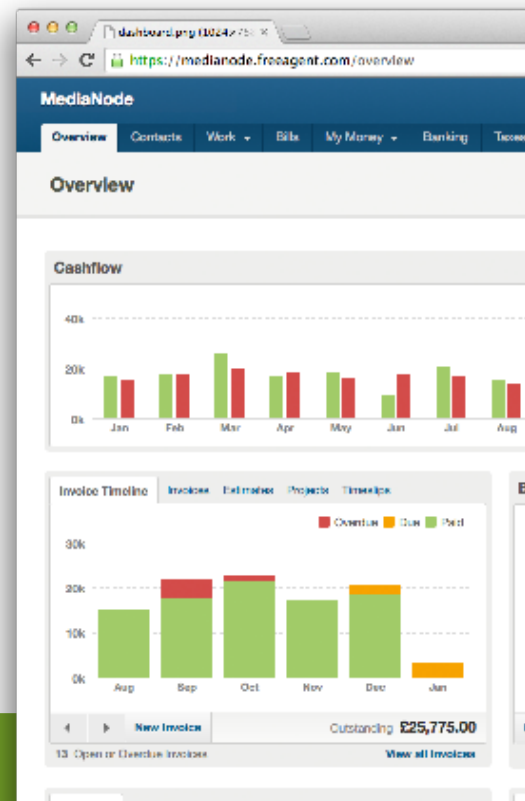 dashboard.png (1024×76
https://medianode.freeagent.com/overview
MediaNode
Overview Contacts Work Bills My Money Banking Taxes
Overview
Cashflow
40k
20k
0k
Jan Feb Mar Apr May Jun Jul Aug
Invoice Timeline Invoices Estimates Projects Timeslips
Overdue Due Paid
30k
20k
10k
0k
Aug Sep Oct Nov Dec Jan
New Invoice Outstanding £25,775.00
13 Open or Overdue Invoices View all Invoices